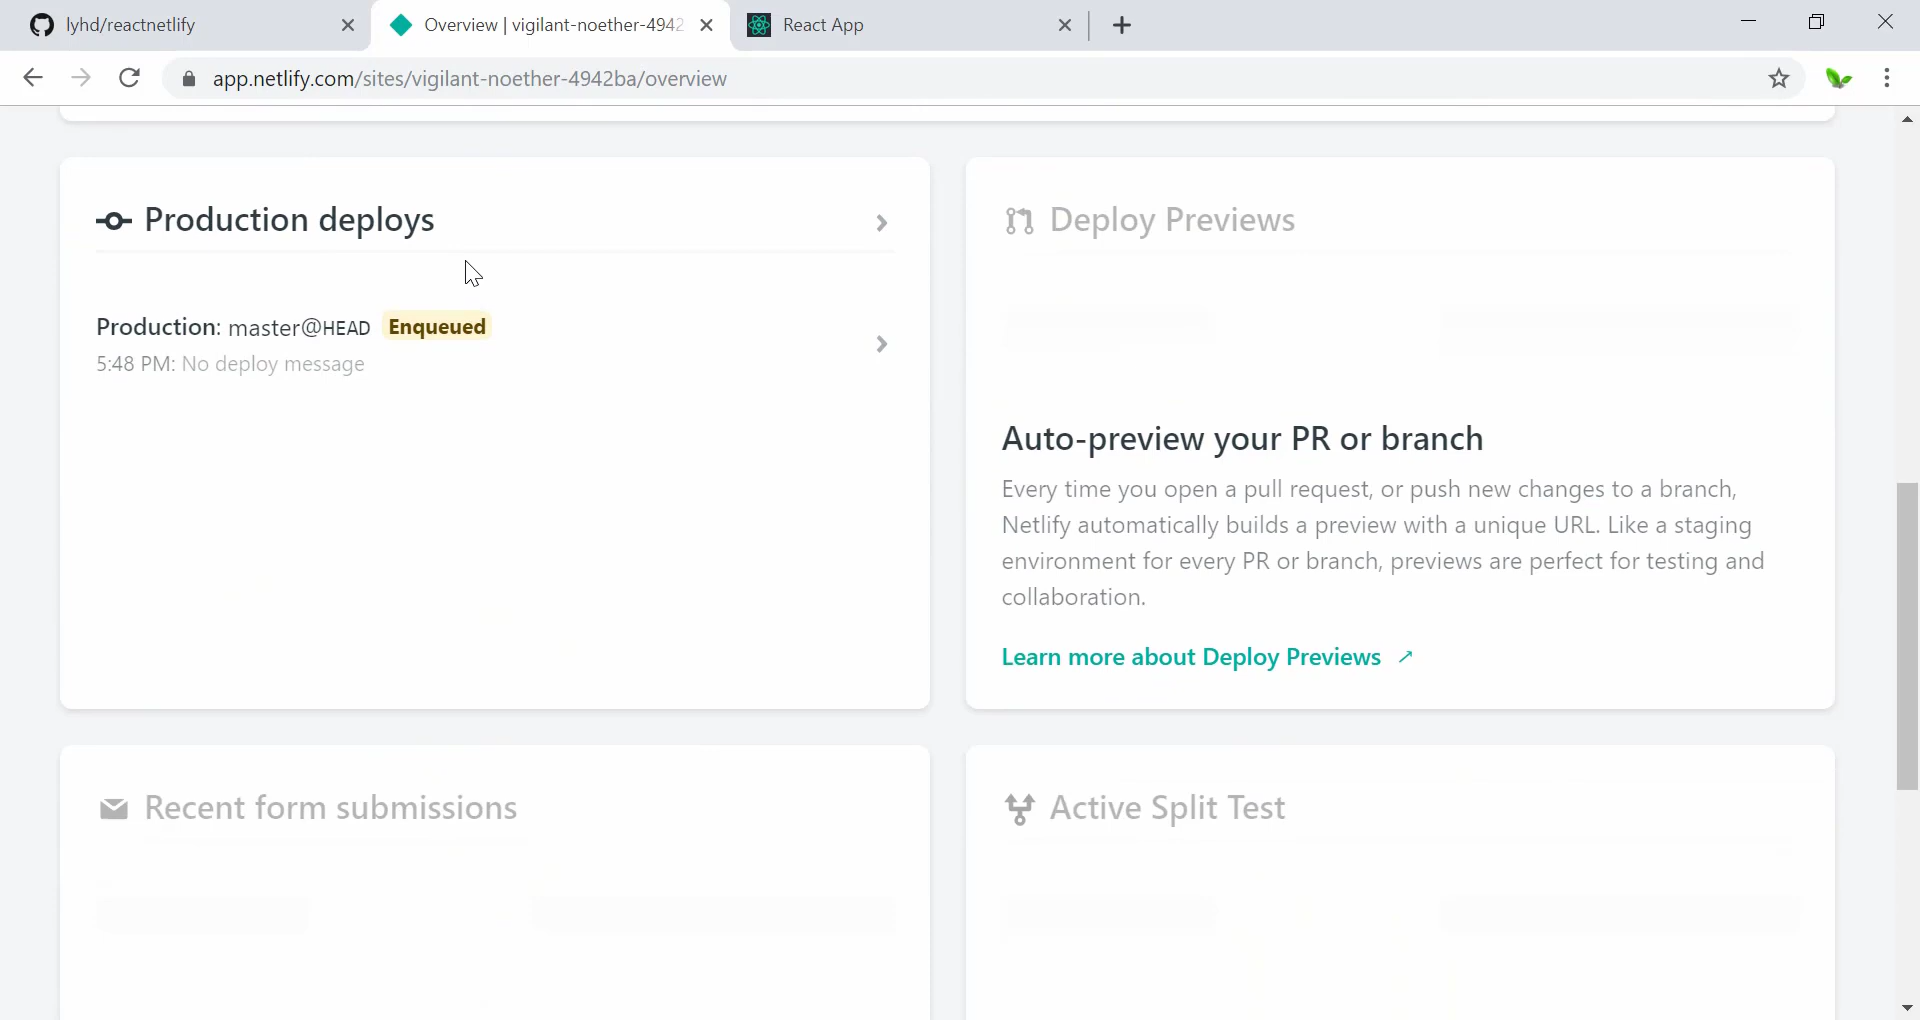 lyhd/reactnetlify
Overview | vigilant-noether-4942
React App
app.netlify.com/sites/vigilant-noether-4942ba/overview
Production deploys
Production: master@HEAD Enqueued
5:48 PM: No deploy message
Deploy Previews
Auto-preview your PR or branch
Every time you open a pull request, or push new changes to a branch,
Netlify automatically builds a preview with a unique URL. Like a staging
environment for every PR or branch, previews are perfect for testing and
collaboration.
Learn more about Deploy Previews
Recent form submissions
Active Split Test